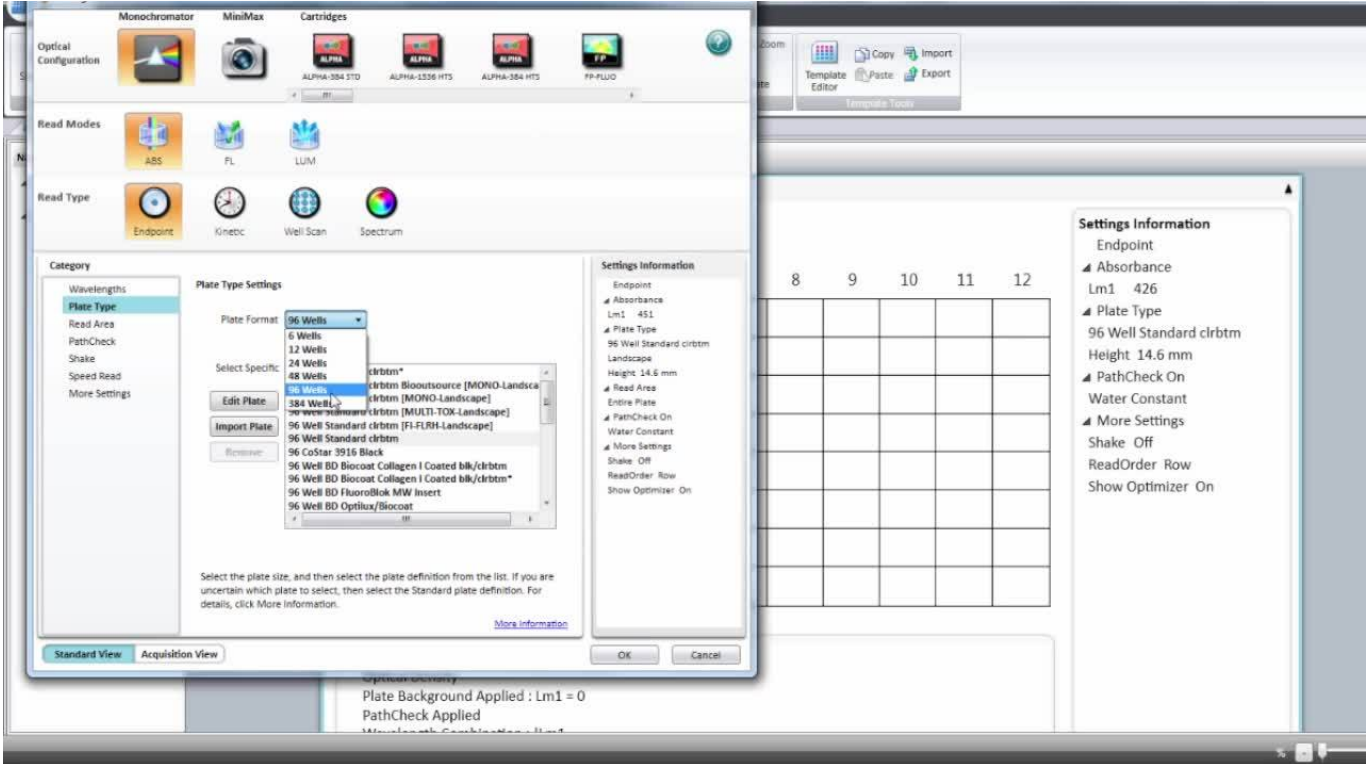 Monochromator MiniMax Cartridges
Optical
Configuration
ALPHA ALPHA ALPHA FP
ALPHA-384 STD ALPHA-1536 HTS ALPHA-384 HTS FP-FLUO
Read Modes
ABS FL LUM
Read Type
Endpoint Kinetic Well Scan Spectrum
Category
Wavelengths
Plate Type
Read Area
PathCheck
Shake
Speed Read
More Settings
Plate Type Settings
Plate Format 96 Wells
6 Wells
12 Wells
24 Wells
48 Wells
96 Wells
384 Wells
Select Specific
Edit Plate
Import Plate
Remove
clrbtm*
clrbtm Biooutsource [MONO-Landsca
clrbtm [MONO-Landscape]
96 Well Standard clrbtm [MULTI-TOX-Landscape]
96 Well Standard clrbtm [FI-FLRH-Landscape]
96 Well Standard clrbtm
96 CoStar 3916 Black
96 Well BD Biocoat Collagen I Coated blk/clrbtm
96 Well BD Biocoat Collagen I Coated blk/clrbtm*
96 Well BD FluoroBlok MW Insert
96 Well BD Optilux/Biocoat
Select the plate size, and then select the plate definition from the list. If you are
uncertain which plate to select, then select the Standard plate definition. For
details, click More Information.
More Information
Settings Information
Endpoint
Absorbance
Lm1 451
Plate Type
96 Well Standard clrbtm
Landscape
Height 14.6 mm
Read Area
Entire Plate
PathCheck On
Water Constant
More Settings
Shake Off
ReadOrder Row
Show Optimizer On
Standard View Acquisition View
OK Cancel
Zoom
Template
Editor
Copy Import
Paste Export
Template Tools
8 9 10 11 12
Settings Information
Endpoint
Absorbance
Lm1 426
Plate Type
96 Well Standard clrbtm
Height 14.6 mm
PathCheck On
Water Constant
More Settings
Shake Off
ReadOrder Row
Show Optimizer On
Optical Density
Plate Background Applied : Lm1 = 0
PathCheck Applied
Wavelength Combination : !Lm1
%